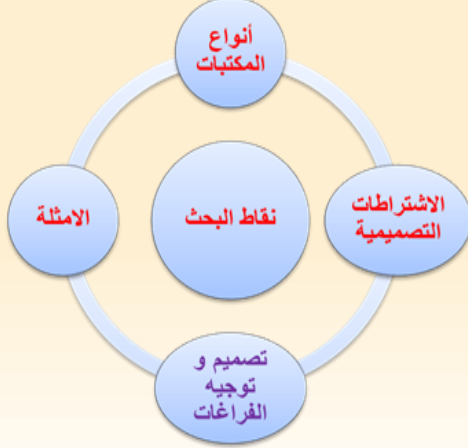 أنواع
المكتبات
الاشتراطات
التصميمية
نقاط البحث
الامثلة
تصميم و
توجيه
الفراغات